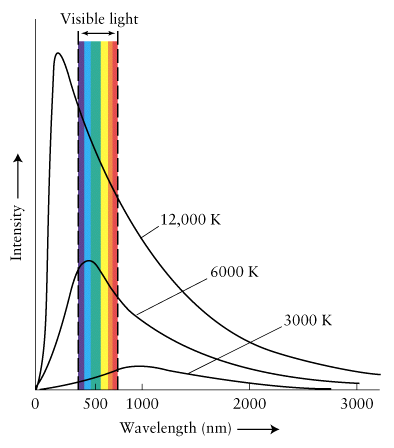 Visible light
Intensity
12,000 K
6000 K
3000 K
0 500 1000 2000 3000
Wavelength (nm)